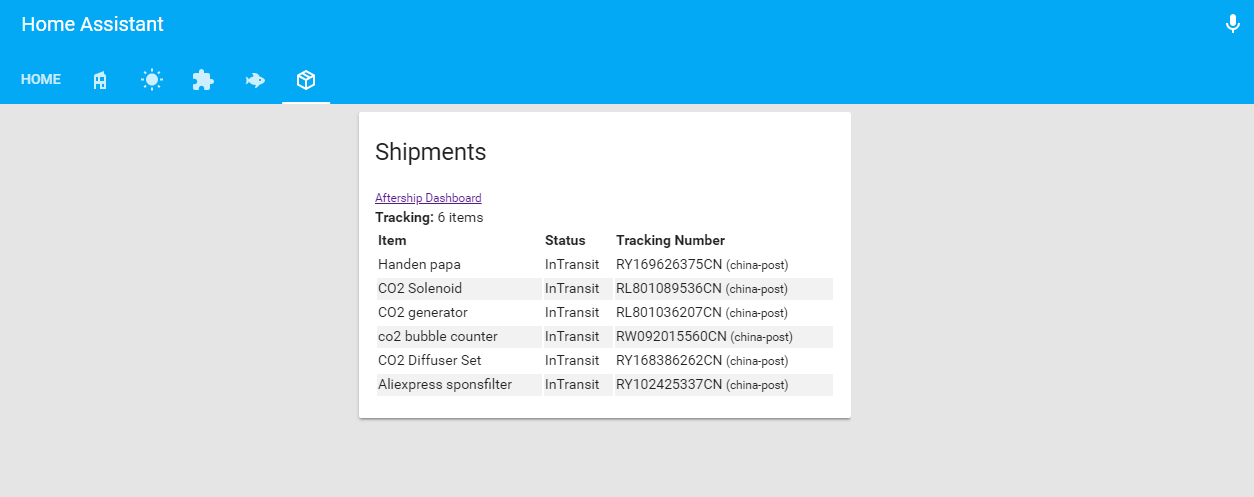 Home Assistant
HOME
Shipments
Aftership Dashboard
Tracking: 6 items
Item Status Tracking Number
Handen papa InTransit RY169626375CN (china-post)
CO2 Solenoid InTransit RL801089536CN (china-post)
CO2 generator InTransit RL801036207CN (china-post)
co2 bubble counter InTransit RW092015560CN (china-post)
CO2 Diffuser Set InTransit RY168386262CN (china-post)
Aliexpress sponsfilter InTransit RY102425337CN (china-post)